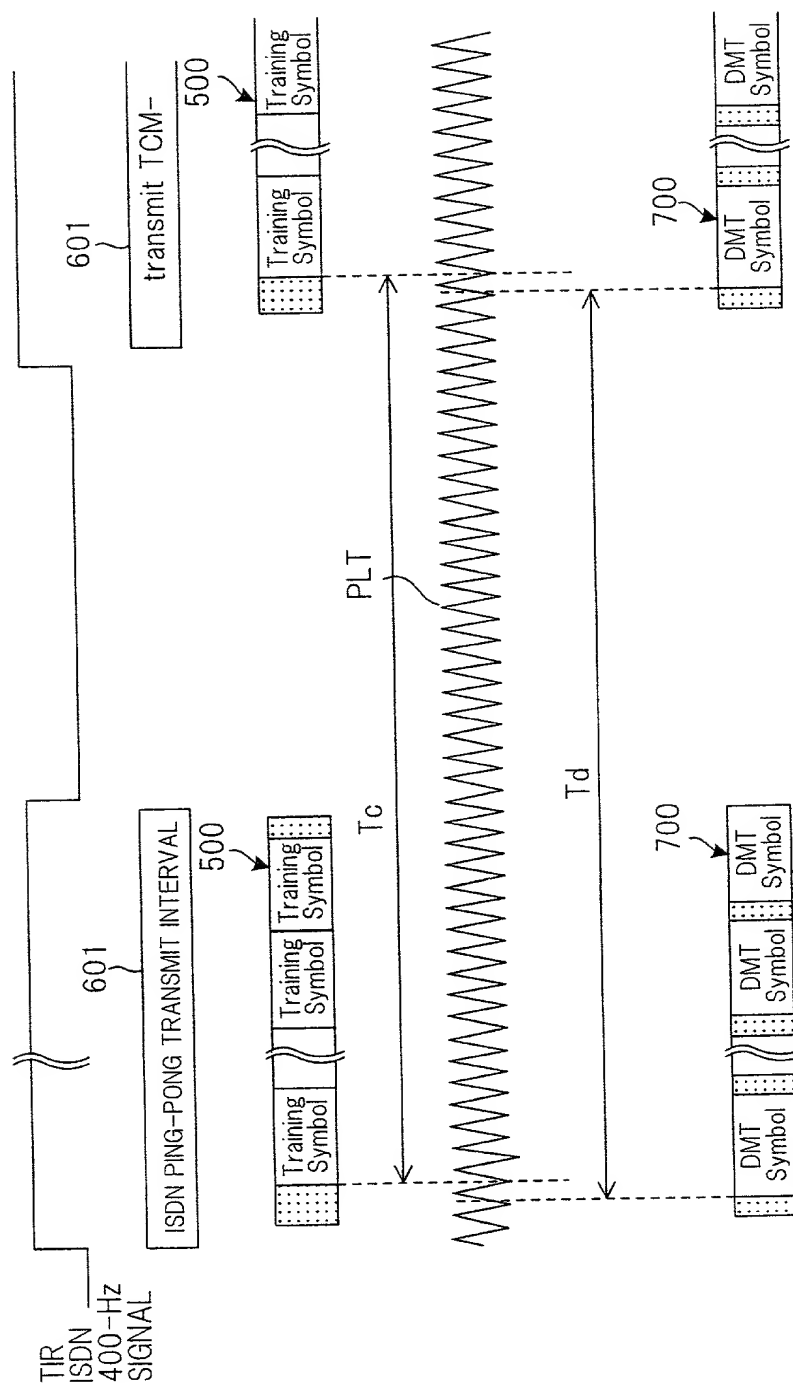 TIR
ISDN
400-Hz
SIGNAL
601
ISDN PING-PONG TRANSMIT INTERVAL
601
transmit TCM-
500
Training
Symbol
Training
Symbol
Training
Symbol
500
Training
Symbol
Training
Symbol
Tc
PLT
Td
700
DMT
Symbol
DMT
Symbol
DMT
Symbol
700
DMT
Symbol
DMT
Symbol